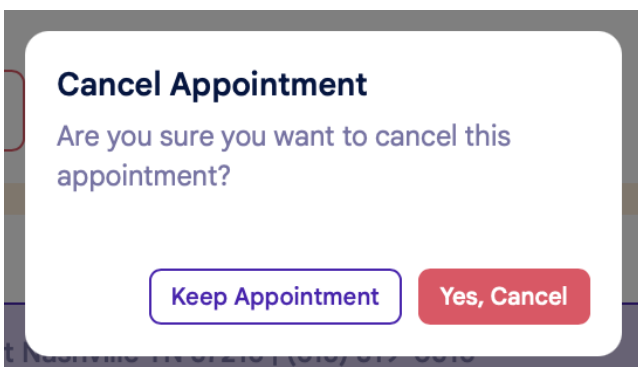 Cancel Appointment
Are you sure you want to cancel this
appointment?
Keep Appointment
Yes, Cancel